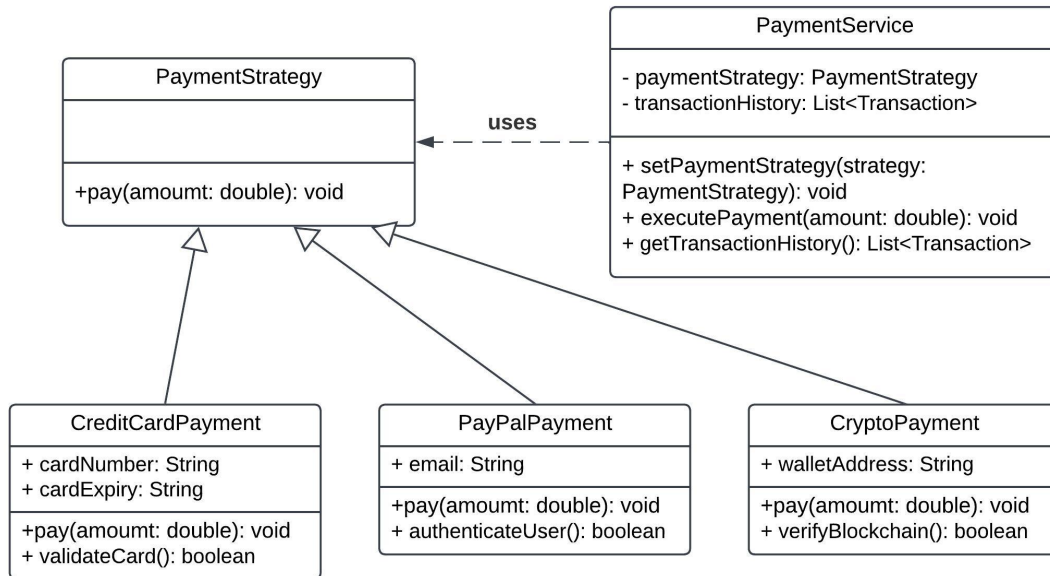 PaymentStrategy
+pay(amoumt: double): void
uses
PaymentService
- paymentStrategy: PaymentStrategy
- transactionHistory: List<Transaction>
+ setPaymentStrategy(strategy:
PaymentStrategy): void
+ executePayment(amount: double): void
+ getTransactionHistory(): List<Transaction>
CreditCardPayment
+ cardNumber: String
+ cardExpiry: String
+pay(amoumt: double): void
+ validateCard(): boolean
PayPalPayment
+ email: String
+pay(amoumt: double): void
+ authenticateUser(): boolean
CryptoPayment
+ walletAddress: String
+pay(amoumt: double): void
+ verifyBlockchain(): boolean